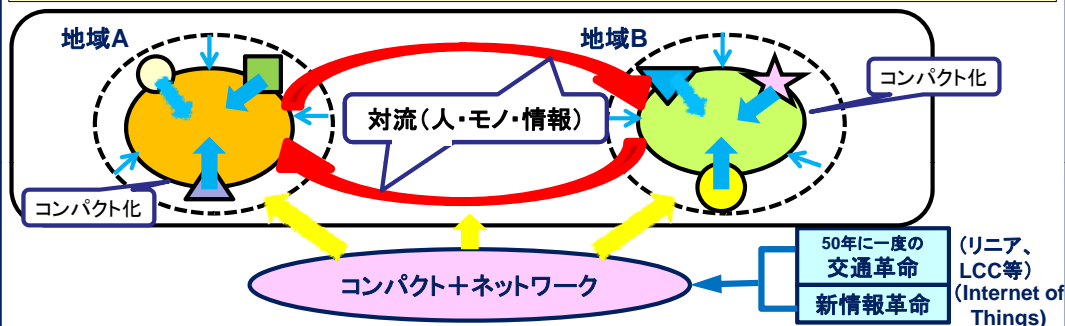 地域A
地域B
コンパクト化
対流(人・モノ・情報)
コンパクト化
コンパクト+ネットワーク
50年に一度の
交通革命
新情報革命
(リニア、
LCC等)
(Internet of
Things)